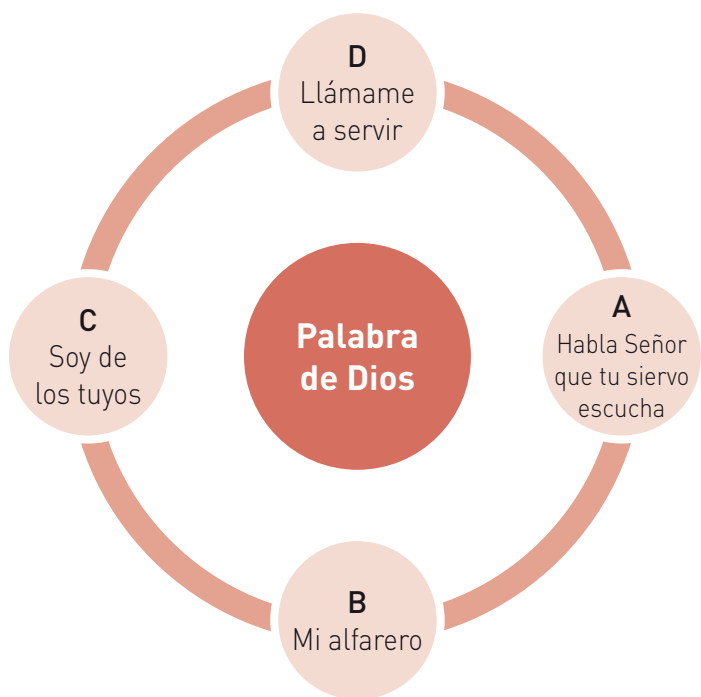 D
Llámame
a servir
C
Soy de
los tuyos
Palabra
de Dios
A
Habla Señor
que tu siervo
escucha
B
Mi alfarero